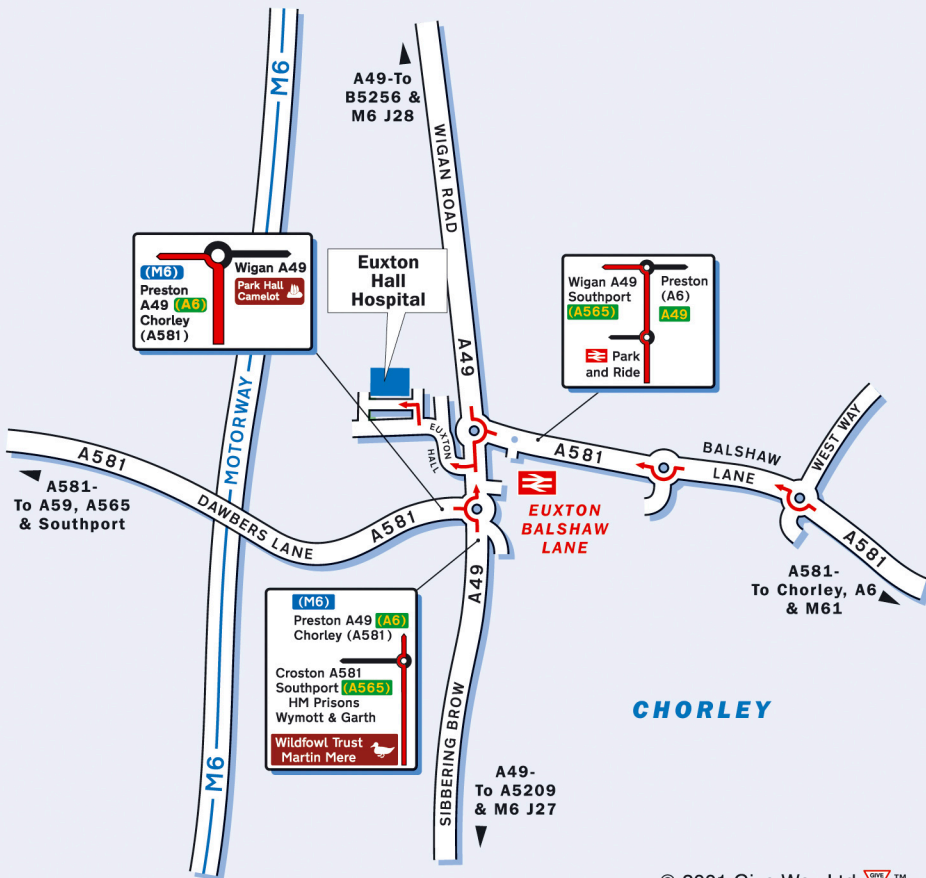 M6
A49-To
B5256 &
M6 J28
WIGAN ROAD
(M6)
Preston
A49 (A6)
Chorley
(A581)
Wigan A49
Park Hall
Camelot
Euxton
Hall
Hospital
Wigan A49
Southport
(A565)
Preston
(A6)
A49
Park
and Ride
A49
MOTORWAY
EUXTON
HALL
A581
BALSHAW
LANE
WEST WAY
A581
A581-
To A59, A565
& Southport
DAWBERS LANE
A581
EUXTON
BALSHAW
LANE
A581
A581-
To Chorley, A6
& M61
A49
(M6)
Preston A49 (A6)
Chorley (A581)
Croston A581
Southport (A565)
HM Prisons
Wymott & Garth
Wildfowl Trust
Martin Mere
CHORLEY
SIBBERING BROW
M6
A49-
To A5209
& M6 J27